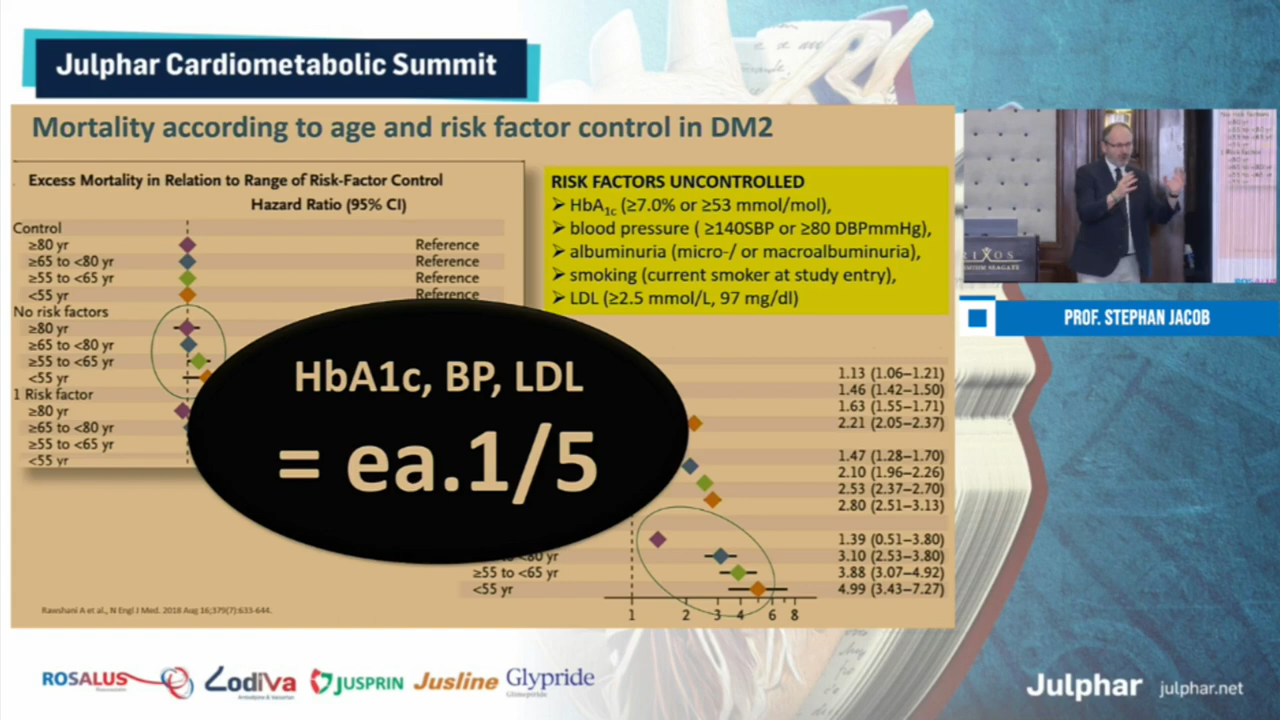 Julphar Cardiometabolic Summit
Mortality according to age and risk factor control in DM2
Excess Mortality in Relation to Range of Risk-Factor Control
Hazard Ratio (95% CI)
Control
≥80 yr Reference
≥65 to <80 yr Reference
≥55 to <65 yr Reference
<55 yr Reference
No risk factors
≥80 yr
≥65 to <80 yr
≥55 to <65 yr
<55 yr
1 Risk factor
≥80 yr
≥65 to <80 yr
≥55 to <65 yr
<55 yr
RISK FACTORS UNCONTROLLED
➢ HbA1c (≥7.0% or ≥53 mmol/mol),
➢ blood pressure ( ≥140SBP or ≥80 DBPmmHg),
➢ albuminuria (micro-/ or macroalbuminuria),
➢ smoking (current smoker at study entry),
➢ LDL (≥2.5 mmol/L, 97 mg/dl)
HbA1c, BP, LDL
= ea.1/5
1.13 (1.06–1.21)
1.46 (1.42–1.50)
1.63 (1.55–1.71)
2.21 (2.05–2.37)
1.47 (1.28–1.70)
2.10 (1.96–2.26)
2.53 (2.37–2.70)
2.80 (2.51–3.13)
1.39 (0.51–3.80)
<80 yr 3.10 (2.53–3.80)
≥55 to <65 yr 3.88 (3.07–4.92)
<55 yr 4.99 (3.43–7.27)
1 2 3 4 6 8
Rawshani A et al., N Engl J Med. 2018 Aug 16;379(7):633-644.
PROF. STEPHAN JACOB
ROSALUS
Lodiva
JUSPRIN
Jusline
Glypride
Glimepiride
Julphar julphar.net